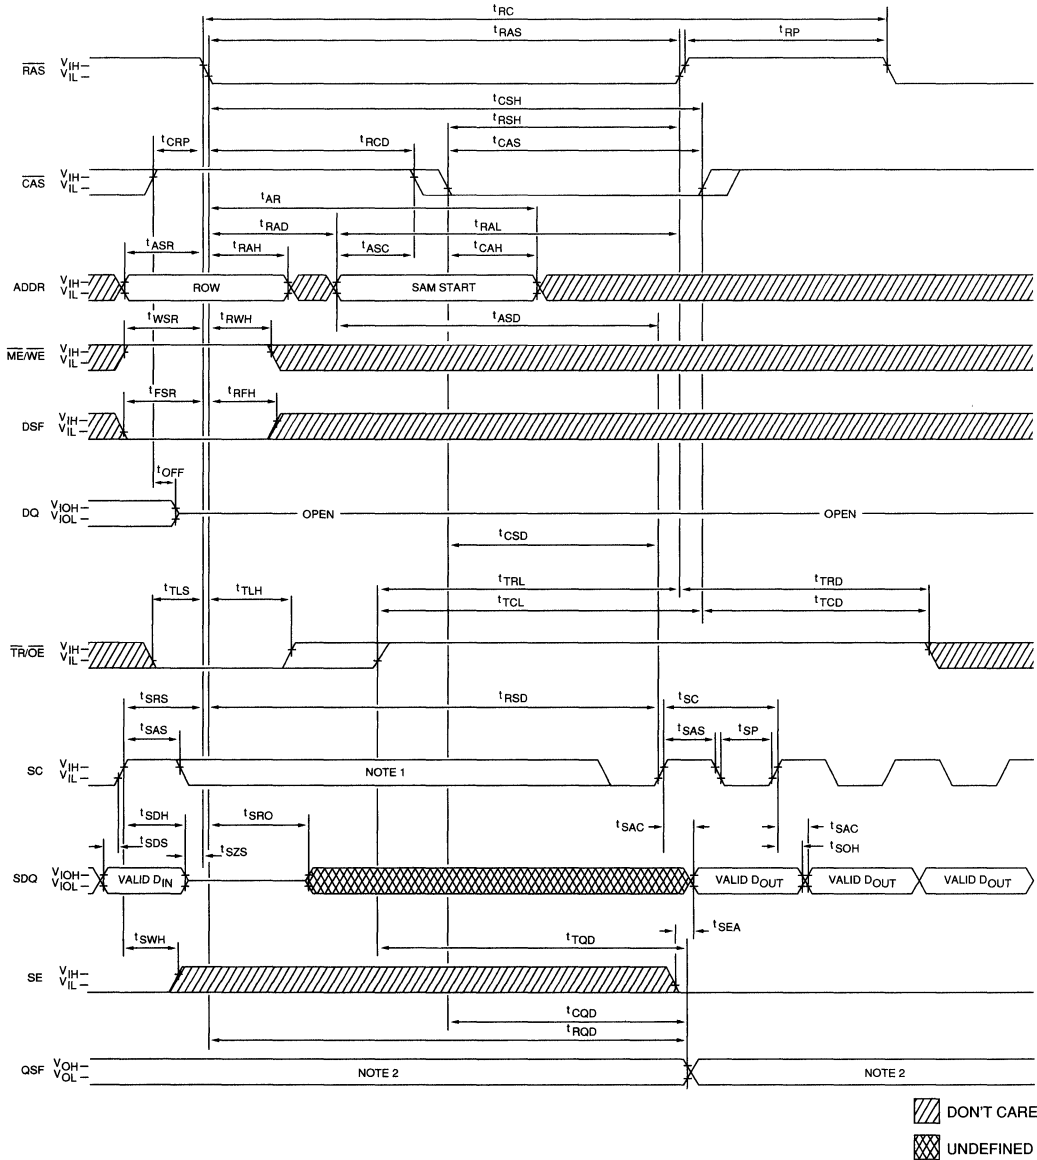 tRC
tRAS
tRP
RAS VIH VIL
tCSH
tRSH
tCRP tRCD tCAS
CAS VIH VIL
tAR
tRAD tRAL
tASR tRAH tASC tCAH
ADDR VIH VIL ROW SAM START
tWSR tRWH tASD
ME/WE VIH VIL
tFSR tRFH
DSF VIH VIL
tOFF
DQ VIOH VIOL OPEN OPEN
tCSD
tTRL tTRD
tTLS tTLH tTCL tTCD
TR/OE VIH VIL
tSRS tRSD tSC
tSAS tSAS tSP
SC VIH VIL NOTE 1
tSDH tSRO tSAC tSAC
tSDS tSZS tSOH
SDQ VIOH VIOL VALID DIN VALID DOUT VALID DOUT VALID DOUT
tSEA
tSWH tTQD
SE VIH VIL
tCQD
tRQD
QSF VOH VOL NOTE 2 NOTE 2
DON'T CARE
UNDEFINED